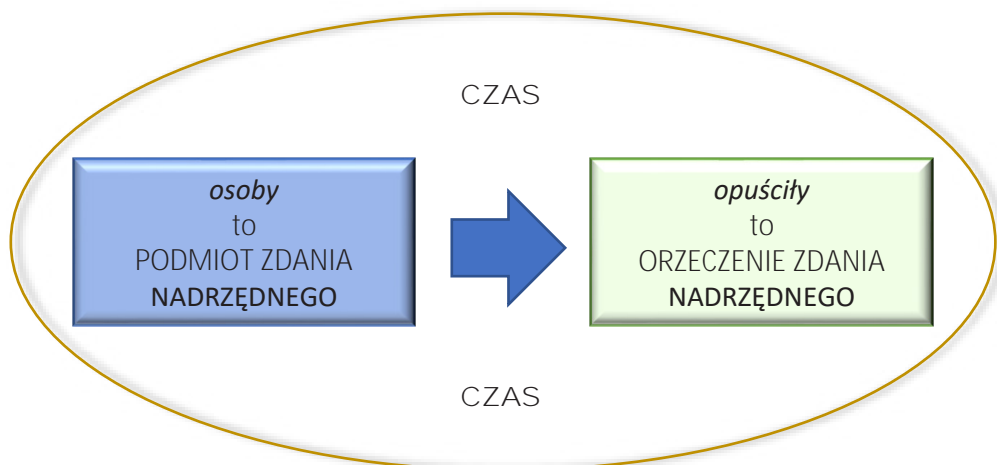 CZAS
osoby
to
PODMIOT ZDANIA
NADRZĘDNEGO
opuściły
to
ORZECZENIE ZDANIA
NADRZĘDNEGO
CZAS